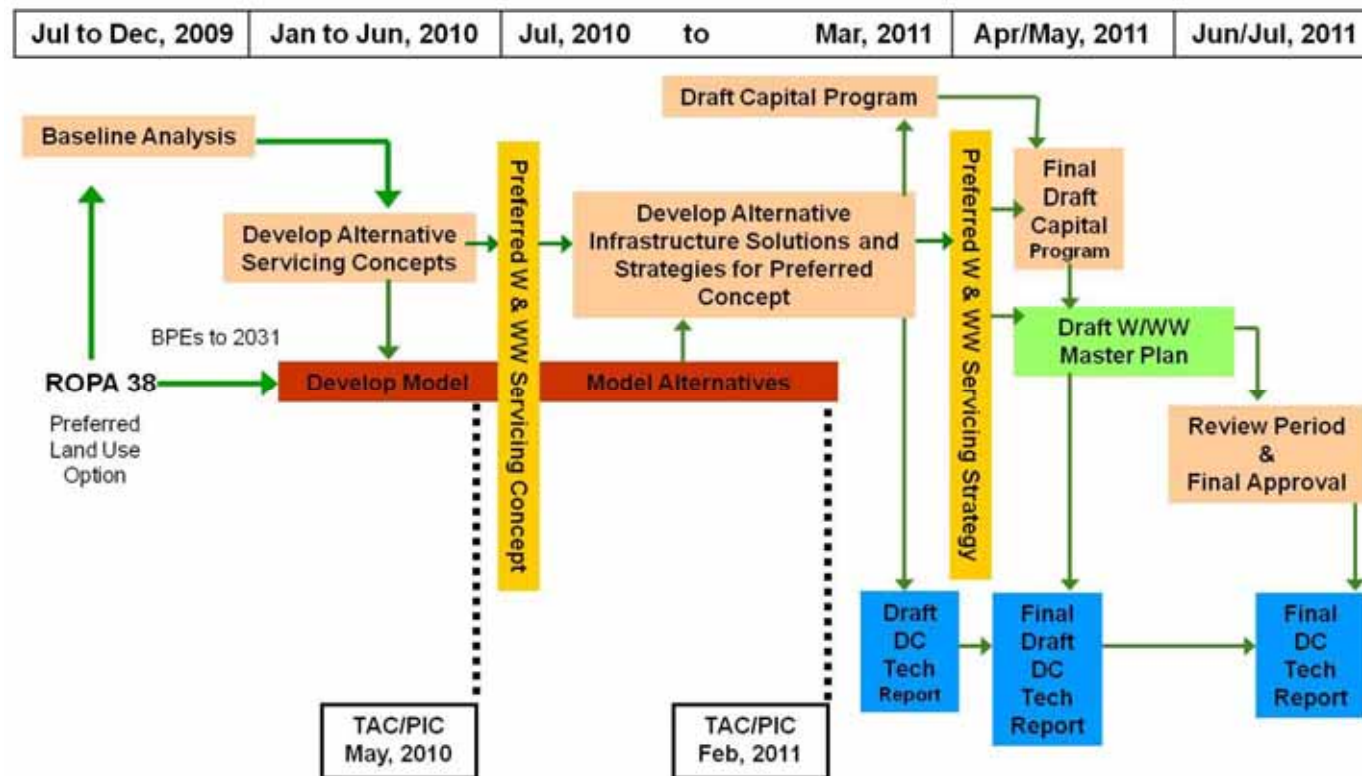 Jul to Dec, 2009
Jan to Jun, 2010
Jul, 2010 to Mar, 2011
Apr/May, 2011
Jun/Jul, 2011
Draft Capital Program
Baseline Analysis
Preferred W & WW Servicing Concept
Preferred W & WW Servicing Strategy
Final
Draft
Capital
Program
Develop Alternative
Servicing Concepts
Develop Alternative
Infrastructure Solutions and
Strategies for Preferred
Concept
BPEs to 2031
Draft W/WW
Master Plan
ROPA 38
Preferred
Land Use
Option
Develop Model
Model Alternatives
Review Period
&
Final Approval
Draft
DC
Tech
Report
Final
Draft
DC
Tech
Report
Final
DC
Tech
Report
TAC/PIC
May, 2010
TAC/PIC
Feb, 2011